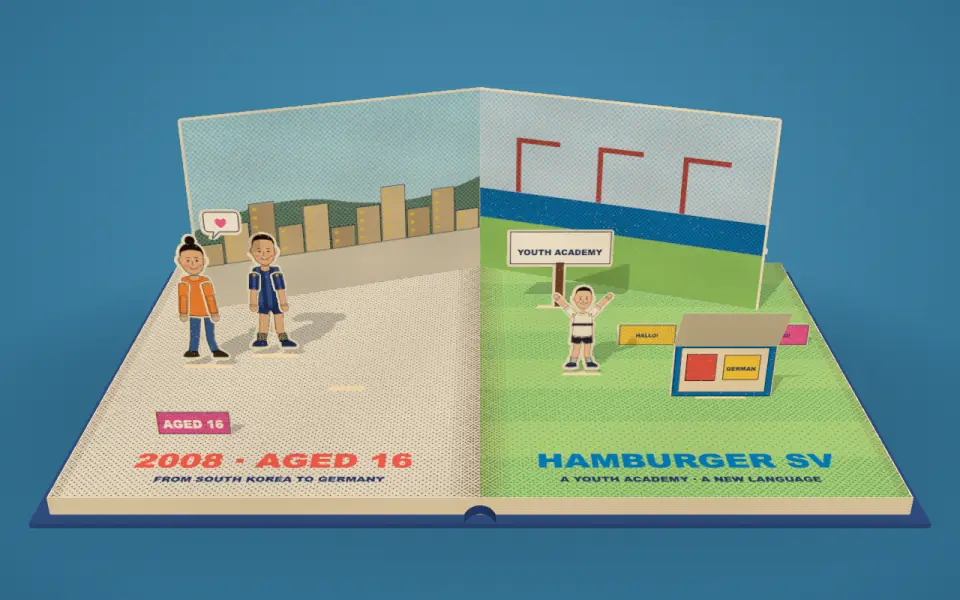 AGED 16
2008 · AGED 16
FROM SOUTH KOREA TO GERMANY
YOUTH ACADEMY
HELLO!
GERMAN
HAMBURGER SV
A YOUTH ACADEMY · A NEW LANGUAGE